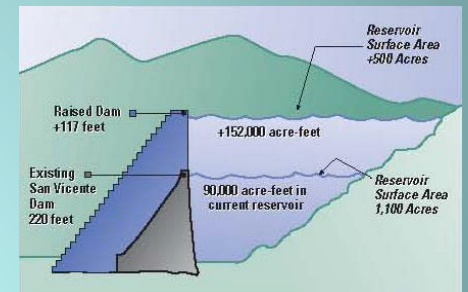 Reservoir
Surface Area
+500 Acres
Raised Dam
+117 feet
+152,000 acre-feet
Existing
San Vicente
Dam
220 feet
90,000 acre-feet in
current reservoir
Reservoir
Surface Area
1,100 Acres